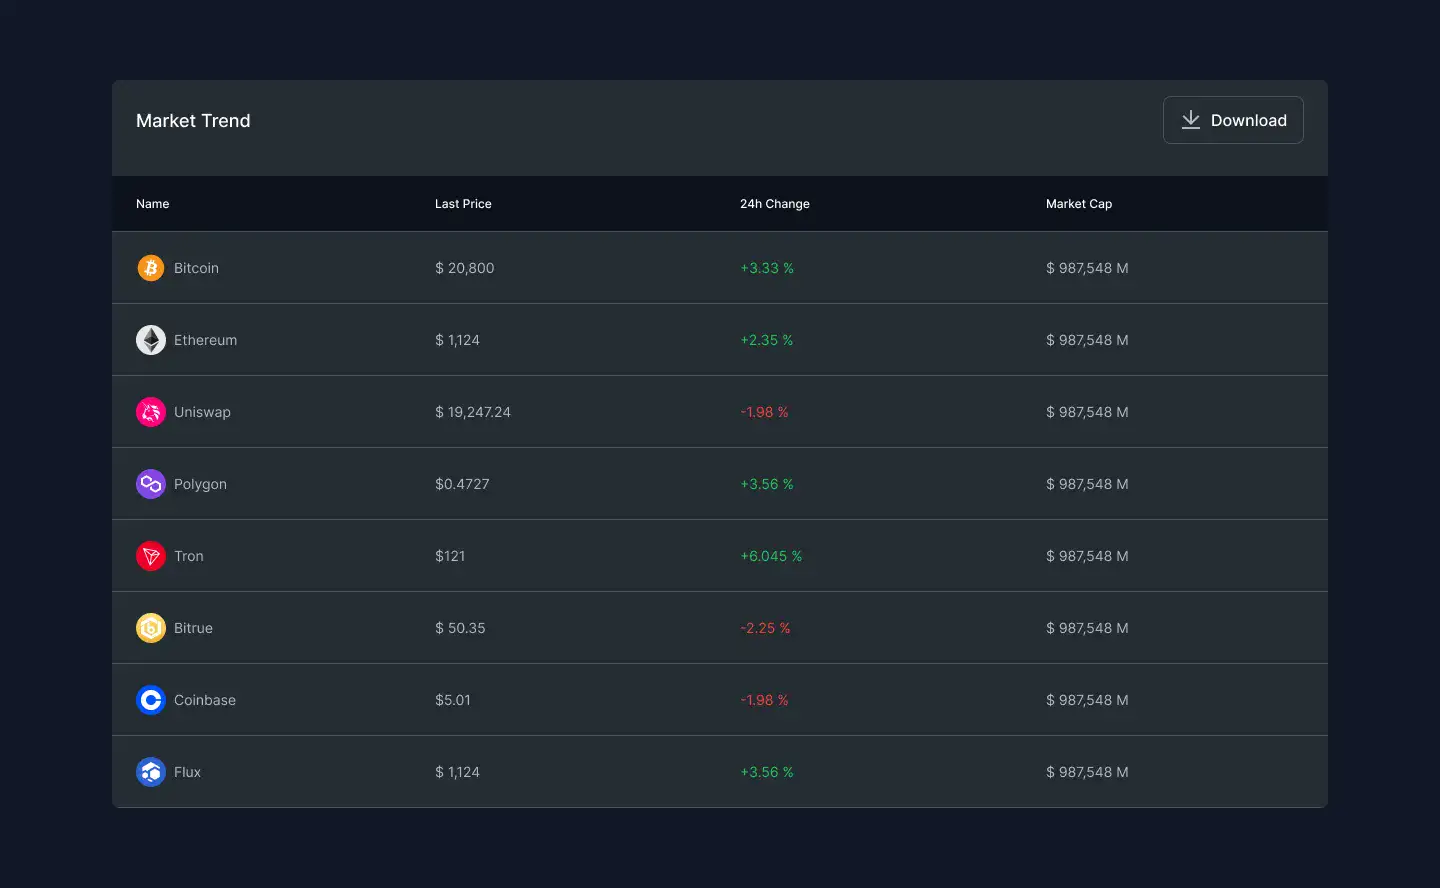 Market Trend
Download
Name Last Price 24h Change Market Cap
Bitcoin $ 20,800 +3.33 % $ 987,548 M
Ethereum $ 1,124 +2.35 % $ 987,548 M
Uniswap $ 19,247.24 -1.98 % $ 987,548 M
Polygon $0.4727 +3.56 % $ 987,548 M
Tron $121 +6.045 % $ 987,548 M
Bitrue $ 50.35 -2.25 % $ 987,548 M
Coinbase $5.01 -1.98 % $ 987,548 M
Flux $ 1,124 +3.56 % $ 987,548 M